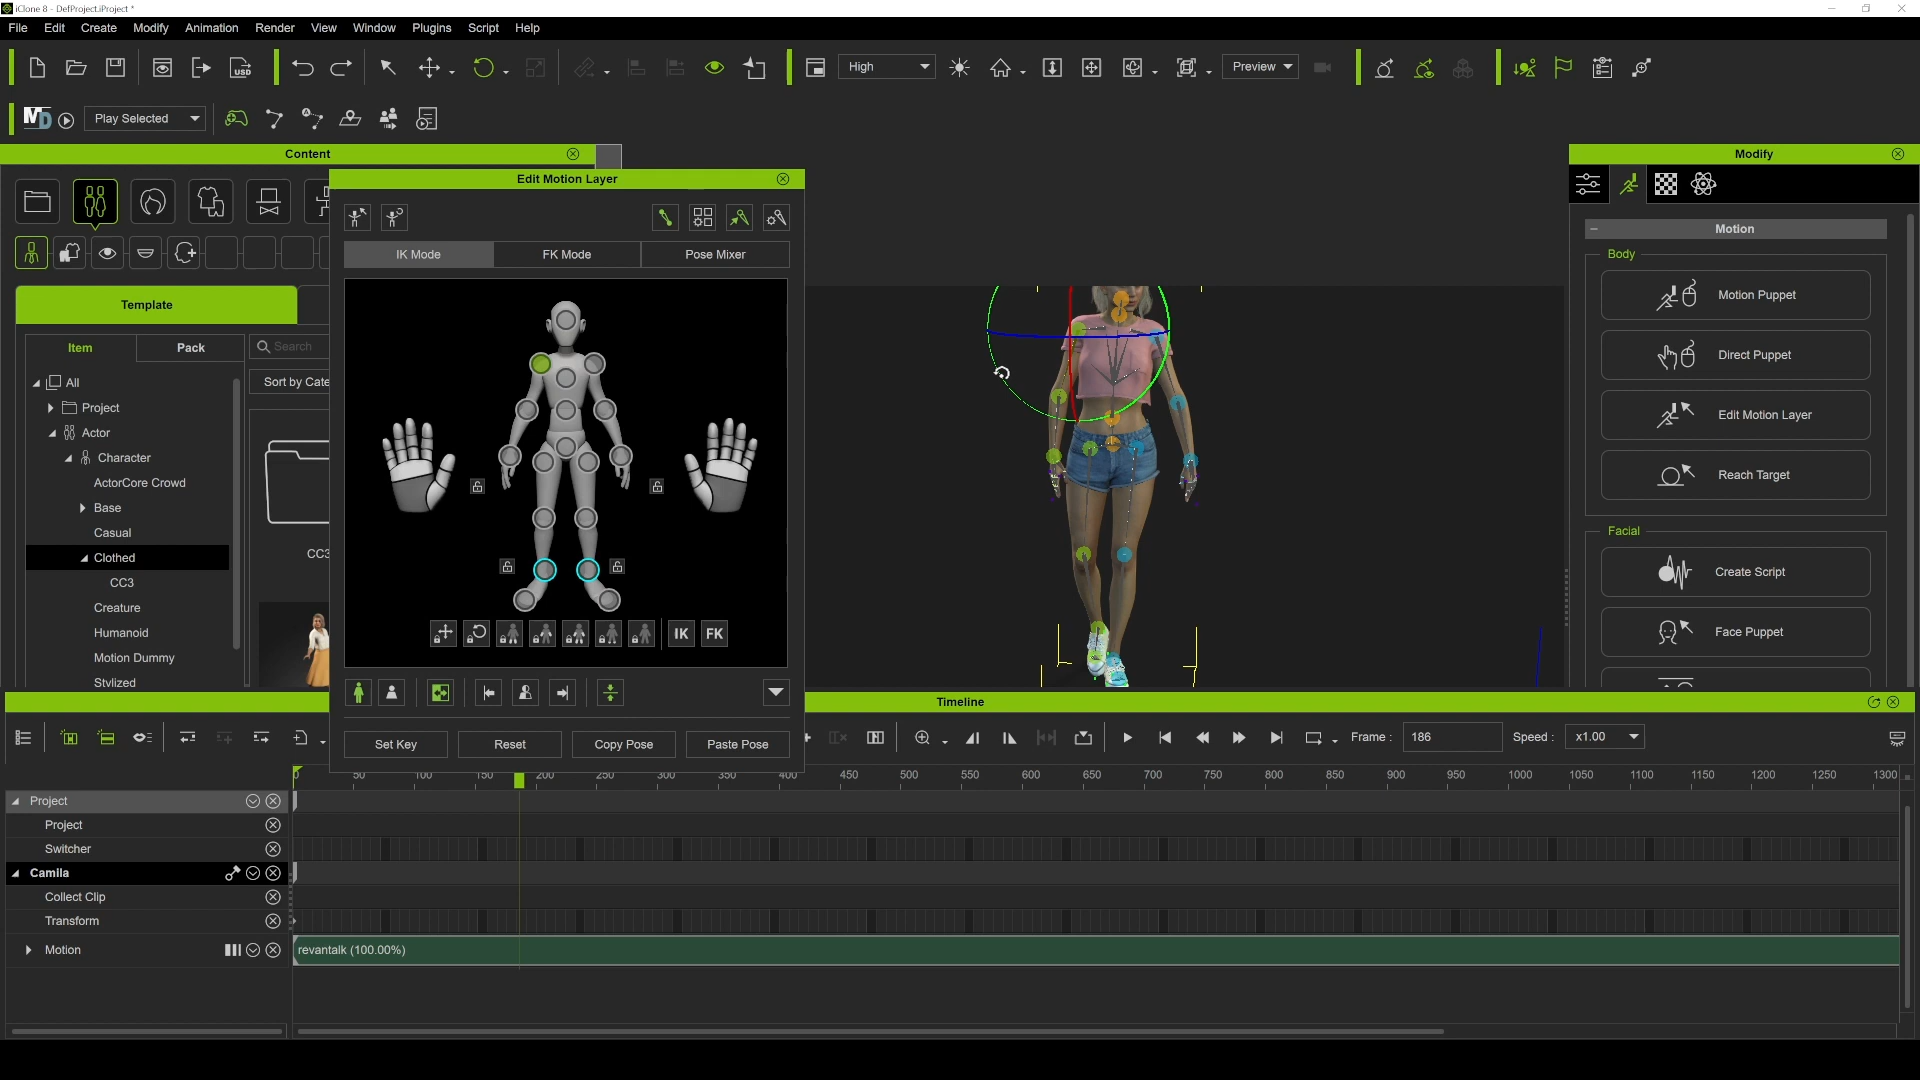 iClone 8 - DefProject.iProject *
File Edit Create Modify Animation Render View Window Plugins Script Help
USD High Preview
MD Play Selected
Content
Modify
Edit Motion Layer
Motion
Body
IK Mode FK Mode Pose Mixer
Motion Puppet
Template
Item Pack Search
Direct Puppet
Sort by Cate
All
Project
Edit Motion Layer
Actor
Character
Reach Target
ActorCore Crowd
Base
Casual
Facial
Clothed
CC3
CC3
Create Script
Creature
Humanoid
IK FK
Face Puppet
Motion Dummy
Stylized
Timeline
Set Key Reset Copy Pose Paste Pose
Frame : 186 Speed : x1.00
0 50 100 150 200 250 300 350 400 450 500 550 600 650 700 750 800 850 900 950 1000 1050 1100 1150 1200 1250 1300
Project
Project
Switcher
Camila
Collect Clip
Transform
Motion revantalk (100.00%)